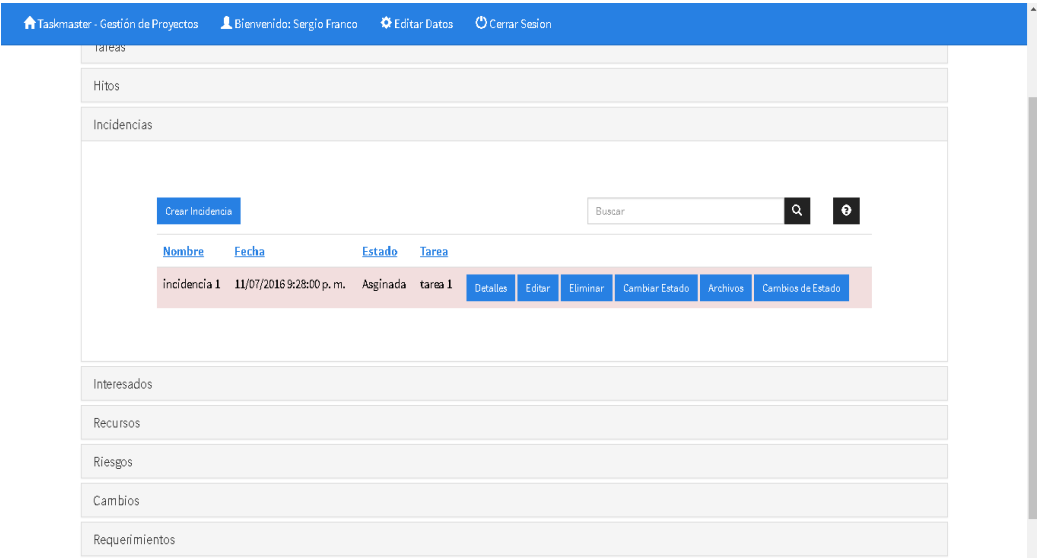 Taskmaster - Gestión de Proyectos Bienvenido: Sergio Franco Editar Datos Cerrar Sesion
Tareas
Hitos
Incidencias
Crear Incidencia Buscar
Nombre Fecha Estado Tarea
incidencia 1 11/07/2016 9:28:00 p. m. Asginada tarea 1 Detalles Editar Eliminar Cambiar Estado Archivos Cambios de Estado
Interesados
Recursos
Riesgos
Cambios
Requerimientos